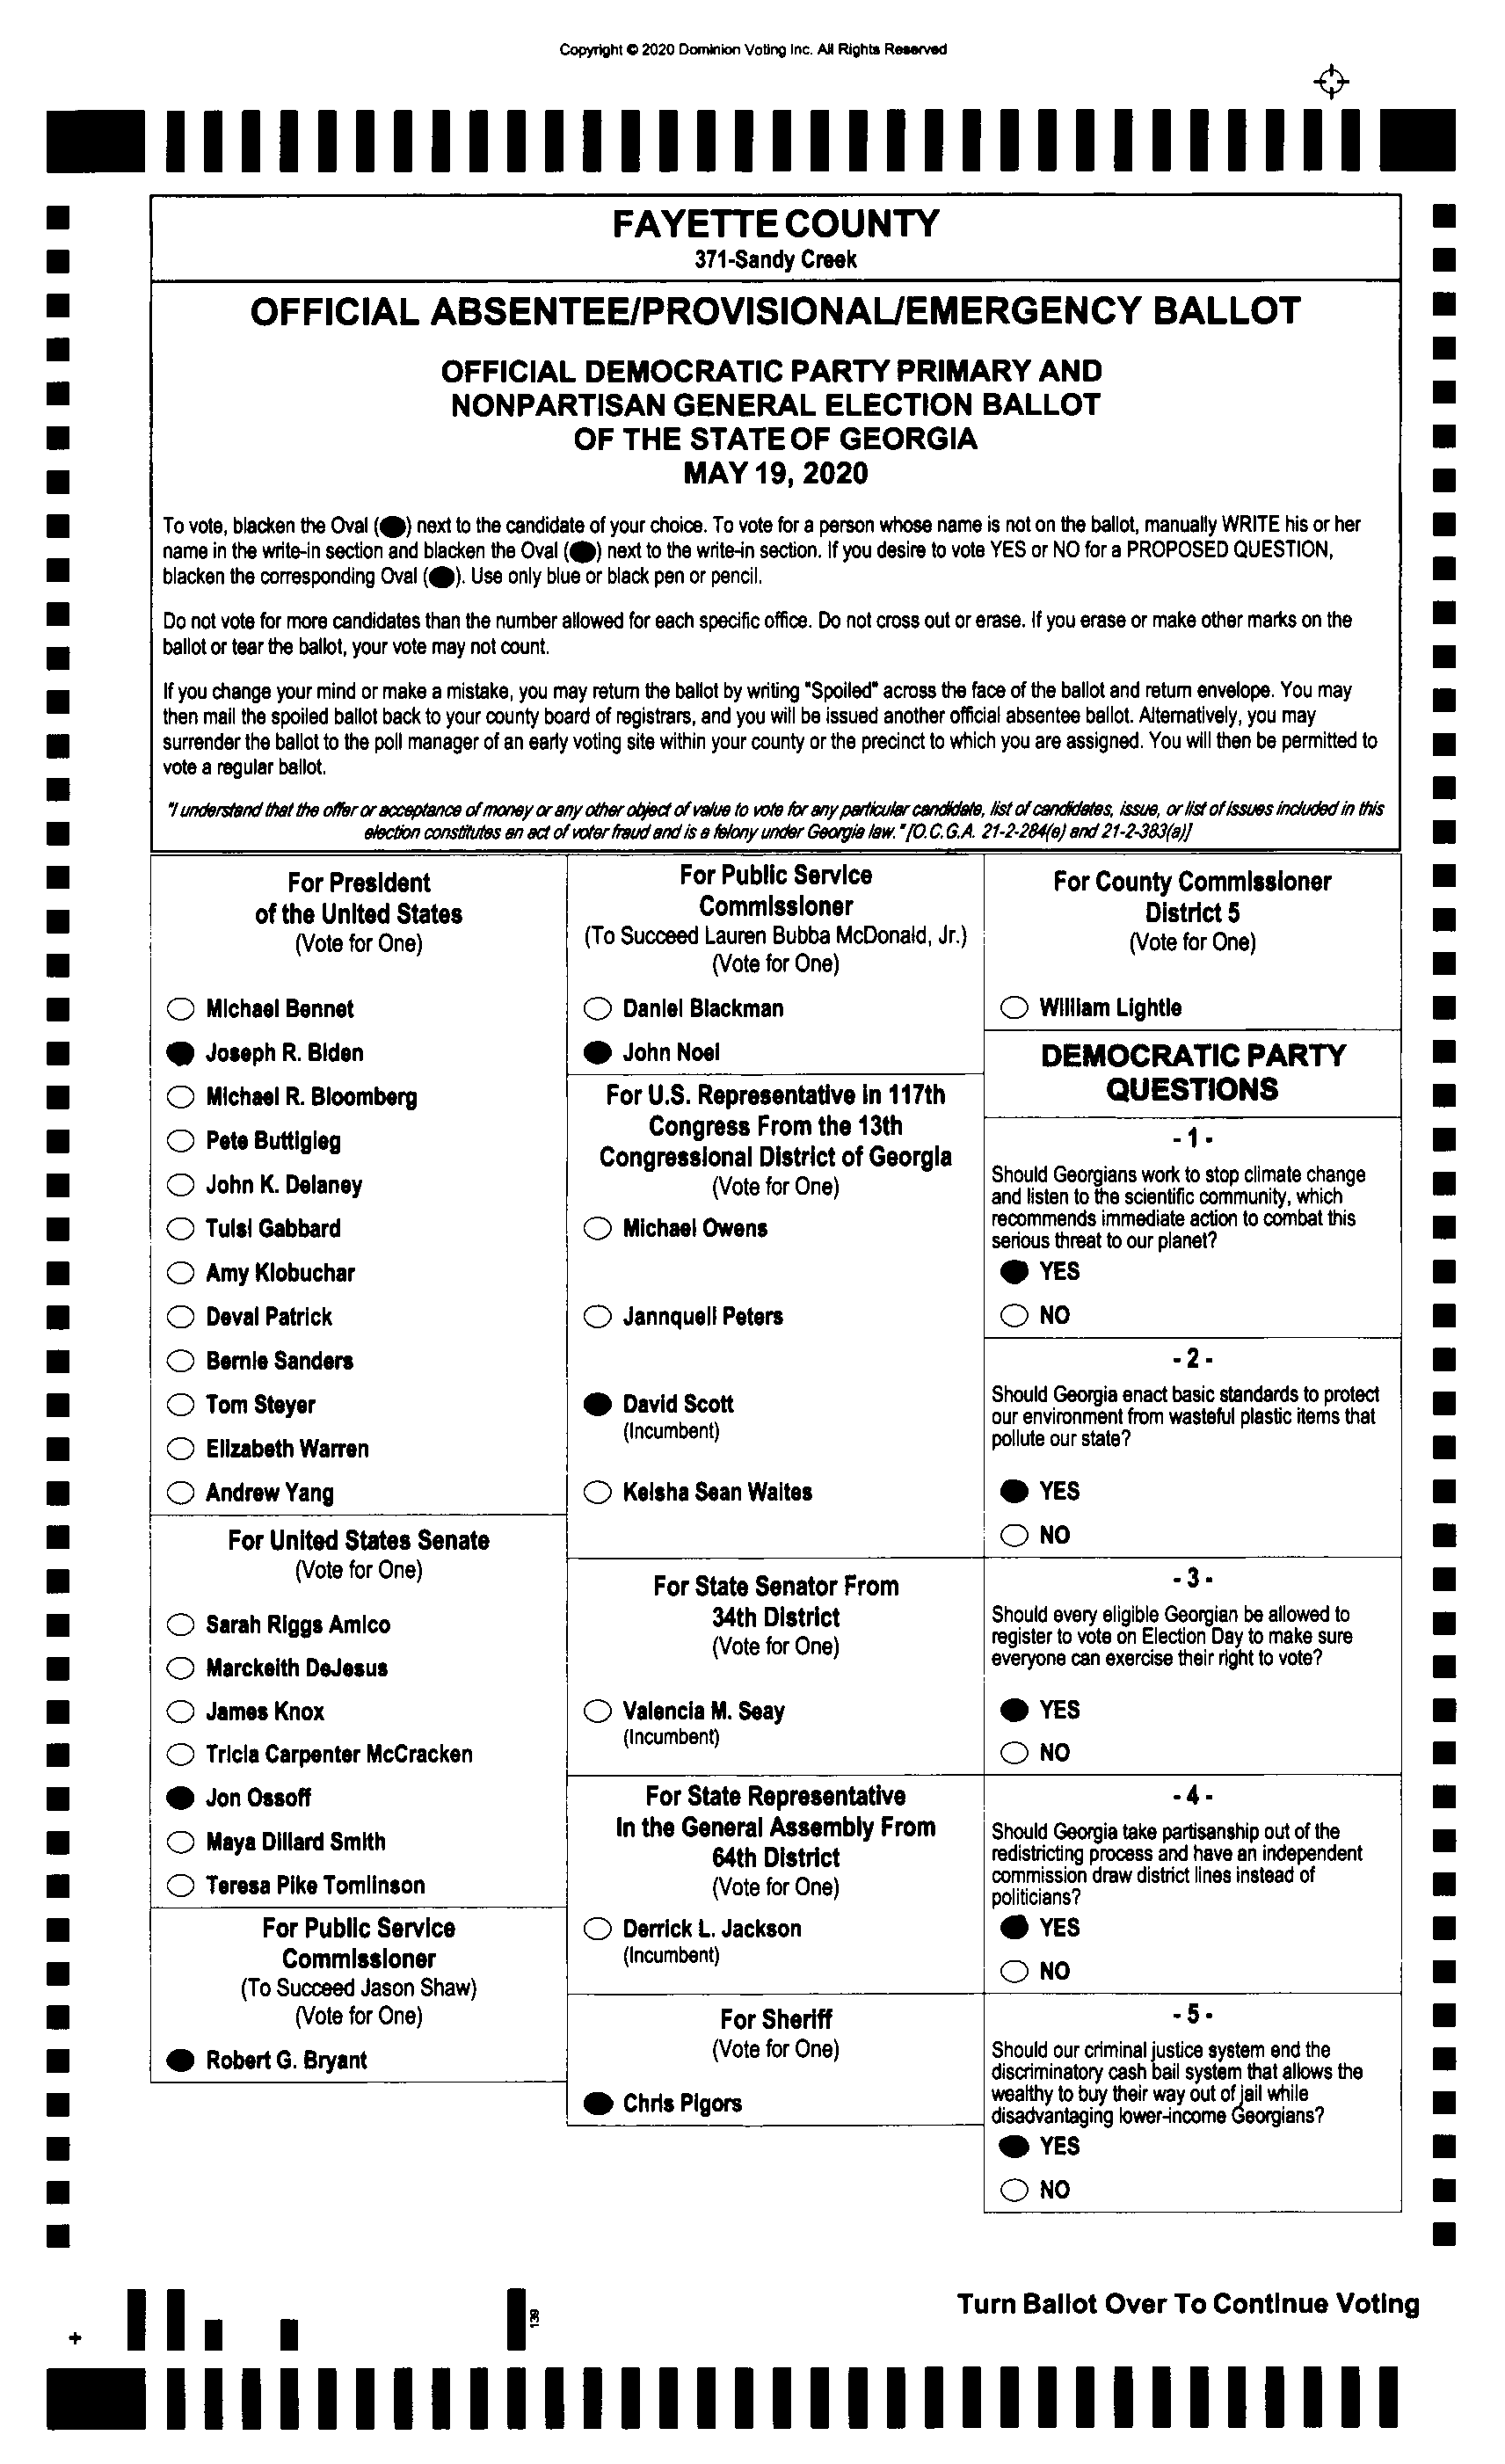 Copyright © 2020 Dominion Voting Inc. All Rights Reserved
FAYETTE COUNTY
371-Sandy Creek
OFFICIAL ABSENTEE/PROVISIONAL/EMERGENCY BALLOT
OFFICIAL DEMOCRATIC PARTY PRIMARY AND
NONPARTISAN GENERAL ELECTION BALLOT
OF THE STATE OF GEORGIA
MAY 19, 2020
To vote, blacken the Oval (●) next to the candidate of your choice. To vote for a person whose name is not on the ballot, manually WRITE his or her
name in the write-in section and blacken the Oval (●) next to the write-in section. If you desire to vote YES or NO for a PROPOSED QUESTION,
blacken the corresponding Oval (●). Use only blue or black pen or pencil.
Do not vote for more candidates than the number allowed for each specific office. Do not cross out or erase. If you erase or make other marks on the
ballot or tear the ballot, your vote may not count.
If you change your mind or make a mistake, you may return the ballot by writing "Spoiled" across the face of the ballot and return envelope. You may
then mail the spoiled ballot back to your county board of registrars, and you will be issued another official absentee ballot. Alternatively, you may
surrender the ballot to the poll manager of an early voting site within your county or the precinct to which you are assigned. You will then be permitted to
vote a regular ballot.
"I understand that the offer or acceptance of money or any other object of value to vote for any particular candidate, list of candidates, issue, or list of issues included in this
election constitutes an act of voter fraud and is a felony under Georgia law." [O.C.G.A. 21-2-284(e) and 21-2-383(a)]
For President
of the United States
(Vote for One)
Michael Bennet
Joseph R. Biden
Michael R. Bloomberg
Pete Buttigieg
John K. Delaney
Tulsi Gabbard
Amy Klobuchar
Deval Patrick
Bernie Sanders
Tom Steyer
Elizabeth Warren
Andrew Yang
For United States Senate
(Vote for One)
Sarah Riggs Amico
Marckeith DeJesus
James Knox
Tricia Carpenter McCracken
Jon Ossoff
Maya Dillard Smith
Teresa Pike Tomlinson
For Public Service
Commissioner
(To Succeed Jason Shaw)
(Vote for One)
Robert G. Bryant
For Public Service
Commissioner
(To Succeed Lauren Bubba McDonald, Jr.)
(Vote for One)
Daniel Blackman
John Noel
For U.S. Representative in 117th
Congress From the 13th
Congressional District of Georgia
(Vote for One)
Michael Owens
Jannquell Peters
David Scott
(Incumbent)
Keisha Sean Waites
For State Senator From
34th District
(Vote for One)
Valencia M. Seay
(Incumbent)
For State Representative
In the General Assembly From
64th District
(Vote for One)
Derrick L. Jackson
(Incumbent)
For Sheriff
(Vote for One)
Chris Pigors
For County Commissioner
District 5
(Vote for One)
William Lightle
DEMOCRATIC PARTY
QUESTIONS
- 1 -
Should Georgians work to stop climate change
and listen to the scientific community, which
recommends immediate action to combat this
serious threat to our planet?
YES
NO
- 2 -
Should Georgia enact basic standards to protect
our environment from wasteful plastic items that
pollute our state?
YES
NO
- 3 -
Should every eligible Georgian be allowed to
register to vote on Election Day to make sure
everyone can exercise their right to vote?
YES
NO
- 4 -
Should Georgia take partisanship out of the
redistricting process and have an independent
commission draw district lines instead of
politicians?
YES
NO
- 5 -
Should our criminal justice system end the
discriminatory cash bail system that allows the
wealthy to buy their way out of jail while
disadvantaging lower-income Georgians?
YES
NO
Turn Ballot Over To Continue Voting
139